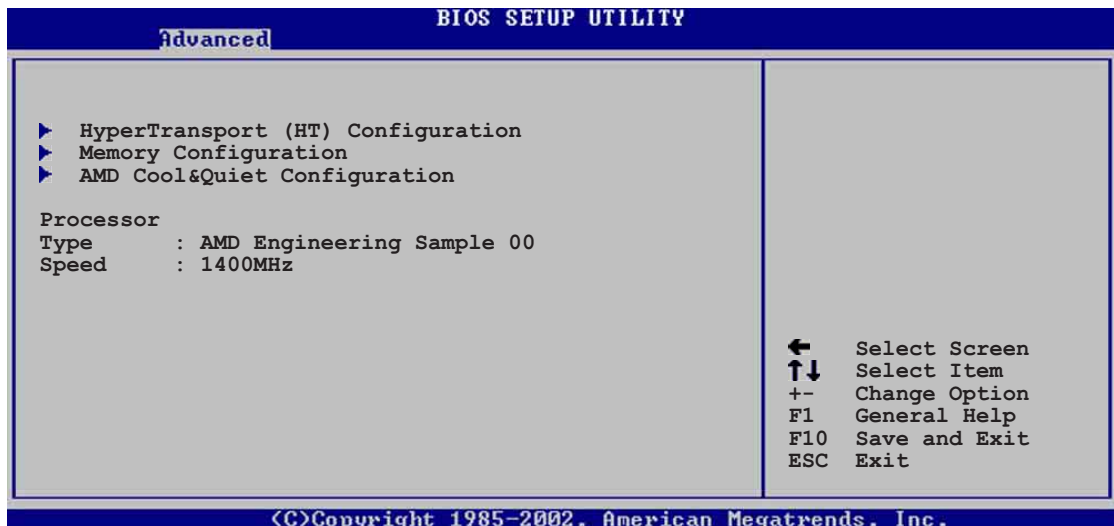 BIOS SETUP UTILITY
Advanced
HyperTransport (HT) Configuration
Memory Configuration
AMD Cool&Quiet Configuration
Processor
Type : AMD Engineering Sample 00
Speed : 1400MHz
← Select Screen
↑↓ Select Item
+- Change Option
F1 General Help
F10 Save and Exit
ESC Exit
(C)Copyright 1985-2002, American Megatrends, Inc.